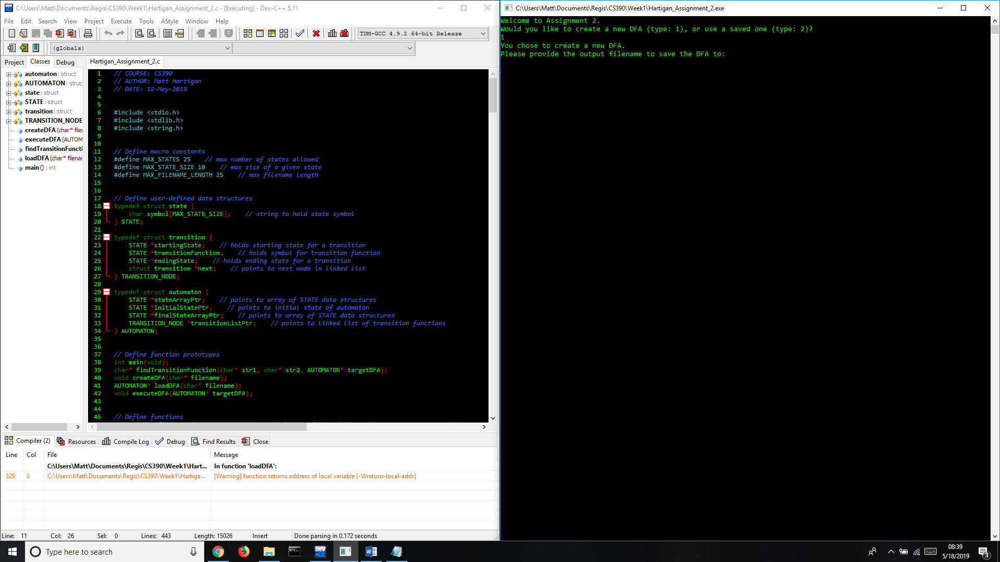 C:\Users\Matt\Documents\Regis\CS390\Week1\Hartigan_Assignment_2.c - [Executing] - Dev-C++ 5.11
File Edit Search View Project Execute Tools AStyle Window Help
TDM-GCC 4.9.2 64-bit Release
(globals)
Project Classes Debug
Hartigan_Assignment_2.c
automaton : struct
AUTOMATON : struc
state : struct
STATE : struct
transition : struct
TRANSITION_NODE
createDFA (char* filer
executeDFA (AUTOM
findTransitionFuncti
loadDFA (char* filenar
main () : int
1 // COURSE: CS390
2 // AUTHOR: Matt Hartigan
3 // DATE: 12-May-2019
4
5
6 #include <stdio.h>
7 #include <stdlib.h>
8 #include <string.h>
9
10
11 // Define macro constants
12 #define MAX_STATES 25    // max number of states allowed
13 #define MAX_STATE_SIZE 10    // max size of a given state
14 #define MAX_FILENAME_LENGTH 25    // max filename length
15
16
17 // Define user-defined data structures
18 typedef struct state {
19     char symbol[MAX_STATE_SIZE];    // string to hold state symbol
20 } STATE;
21
22 typedef struct transition {
23     STATE *startingState;    // holds starting state for a transition
24     STATE *transitionFunction;    // holds symbol for transition function
25     STATE *endingState;    // holds ending state for a transition
26     struct transition *next;    // points to next node in linked list
27 } TRANSITION_NODE;
28
29 typedef struct automaton {
30     STATE *stateArrayPtr;    // points to array of STATE data structures
31     STATE *initialStatePtr;    // points to initial state of automaton
32     STATE *finalStateArrayPtr;    // points to array of STATE data structures
33     TRANSITION_NODE *transitionListPtr;    // points to linked list of transition functions
34 } AUTOMATON;
35
36
37 // Define function prototypes
38 int main(void);
39 char* findTransitionFunction(char* str1, char* str2, AUTOMATON* targetDFA);
40 void createDFA(char* filename);
41 AUTOMATON* loadDFA(char* filename);
42 void executeDFA(AUTOMATON* targetDFA);
43
44
45 // Define functions
Compiler (2) Resources Compile Log Debug Find Results Close
Line Col File Message
C:\Users\Matt\Documents\Regis\CS390\Week1\Hart... In function 'loadDFA':
329 3 C:\Users\Matt\Documents\Regis\CS390\Week1\Hartiga... [Warning] function returns address of local variable [-Wreturn-local-addr]
Line: 11 Col: 26 Sel: 0 Lines: 443 Length: 15026 Insert Done parsing in 0.172 seconds
C:\Users\Matt\Documents\Regis\CS390\Week1\Hartigan_Assignment_2.exe
Welcome to Assignment 2.
Would you like to create a new DFA (type: 1), or use a saved one (type: 2)?
1
You chose to create a new DFA.
Please provide the output filename to save the DFA to:
Type here to search
DEV
08:39
5/18/2019
3